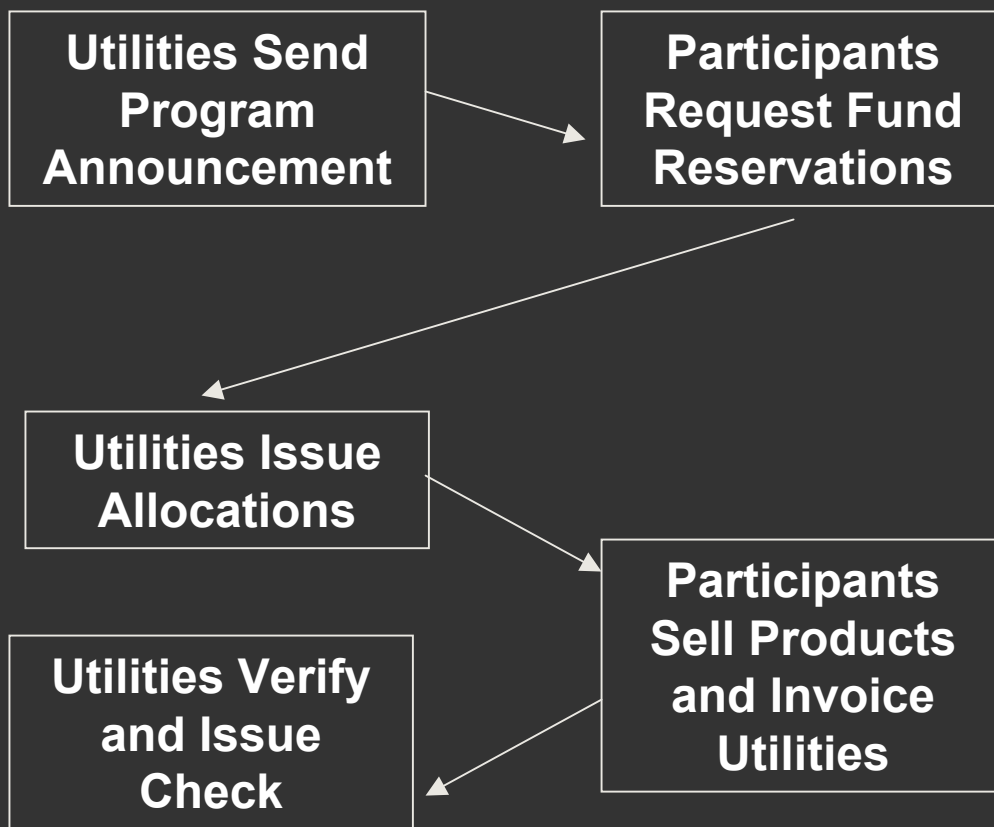 Utilities Send
Program
Announcement
Participants
Request Fund
Reservations
Utilities Issue
Allocations
Participants
Sell Products
and Invoice
Utilities
Utilities Verify
and Issue
Check